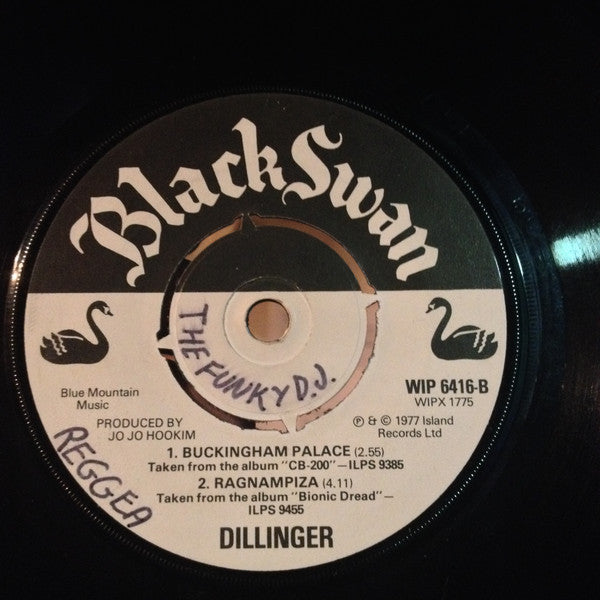 Black Swan
THE FUNKY D.J.
Blue Mountain
Music
WIP 6416-B
WIPX 1775
PRODUCED BY
JO JO HOOKIM
℗ & © 1977 Island
Records Ltd
REGGEA
1. BUCKINGHAM PALACE (2.55)
Taken from the album "CB-200"—ILPS 9385
2. RAGNAMPIZA (4.11)
Taken from the album "Bionic Dread"—
ILPS 9455
DILLINGER